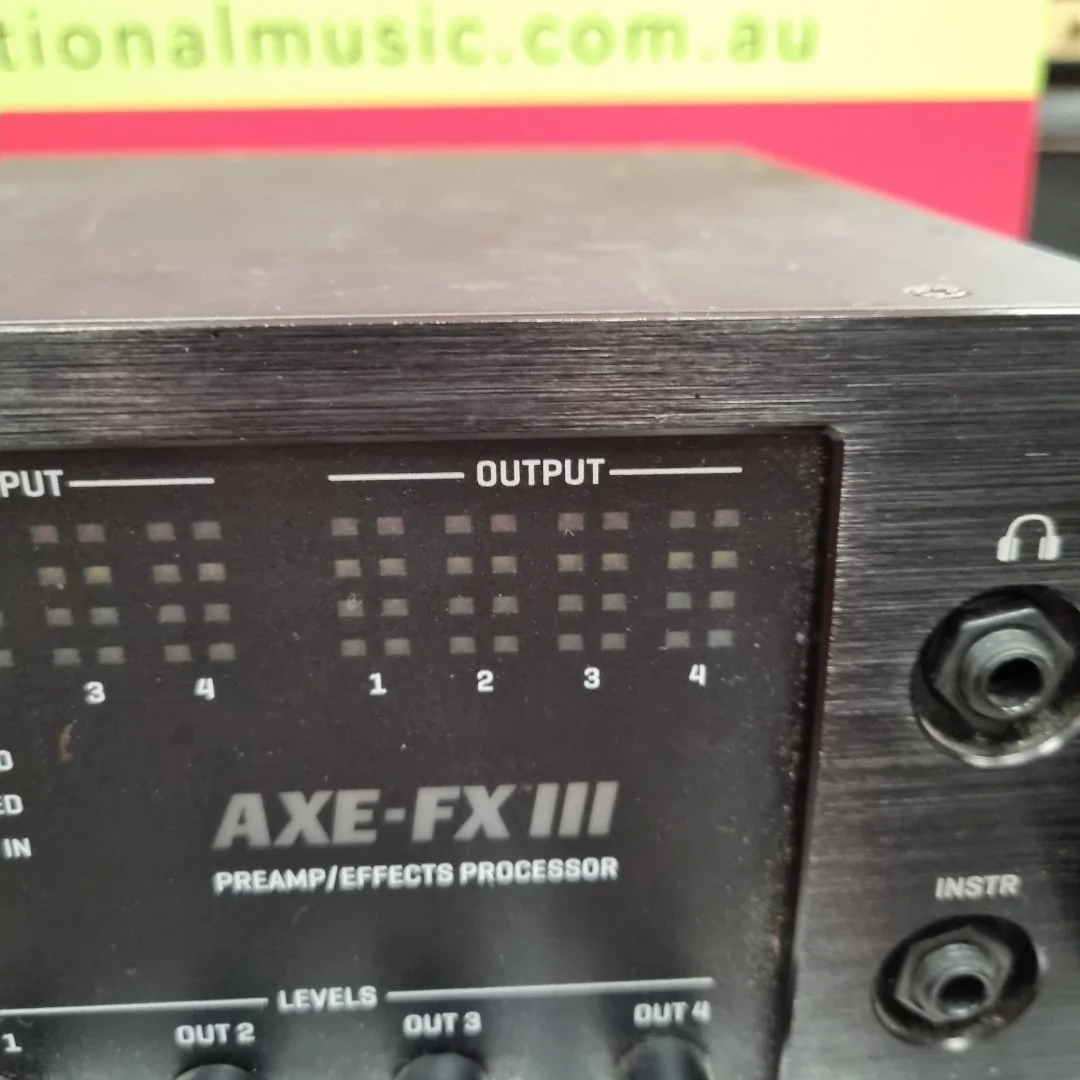 tionalmusic.com.au
PUT
OUTPUT
3 4
1 2 3 4
D
ED
IN
AXE-FX™ III
PREAMP/EFFECTS PROCESSOR
INSTR
LEVELS
1 OUT 2 OUT 3 OUT 4